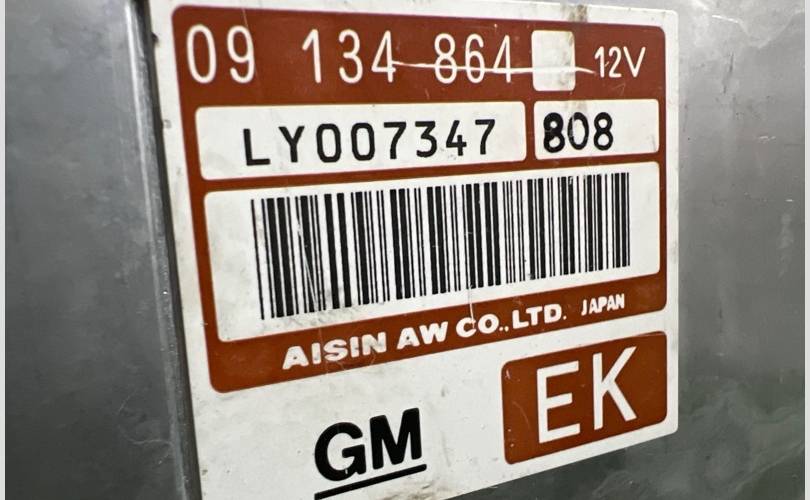 09 134 864 12V
LY007347 808
AISIN AW CO.,LTD. JAPAN
GM EK